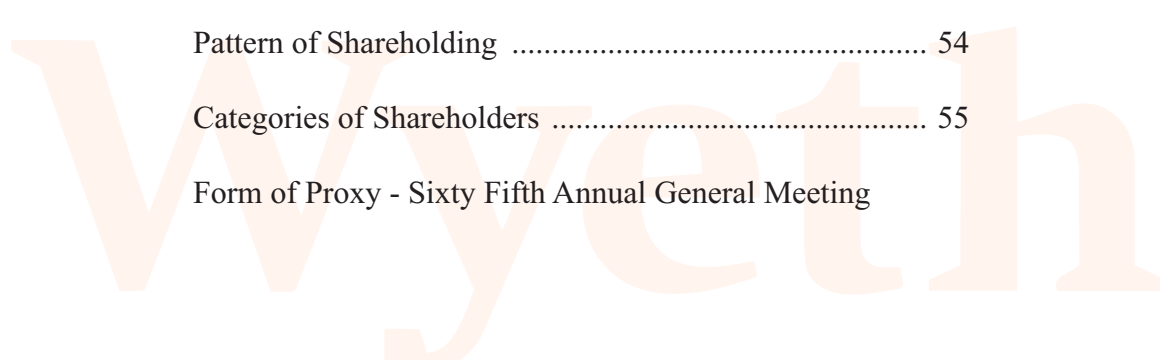 Pattern of Shareholding .................................................... 54
Categories of Shareholders ............................................... 55
Form of Proxy - Sixty Fifth Annual General Meeting
Wyeth